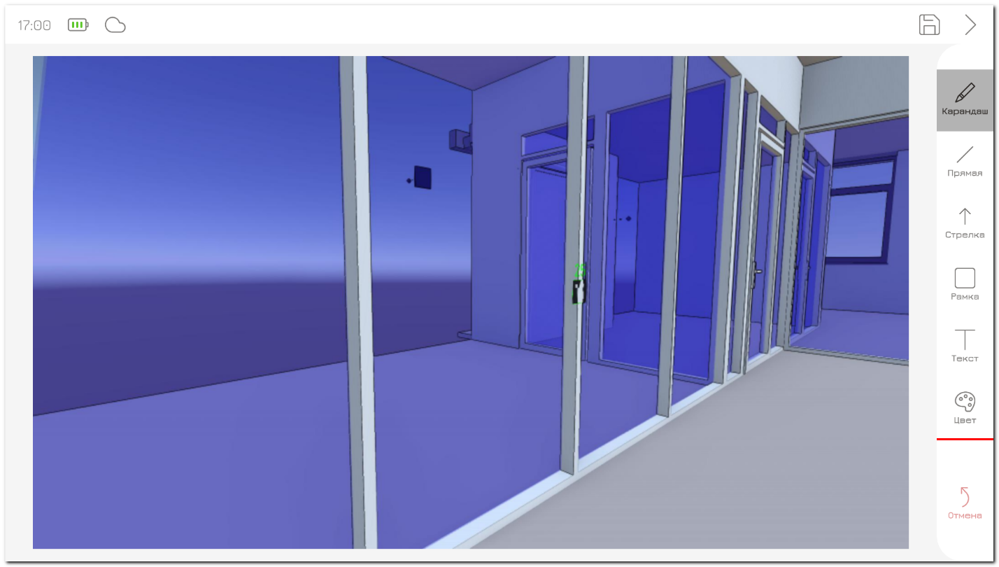 17:00
Карандаш
Прямая
Стрелка
Рамка
Текст
Цвет
Отмена